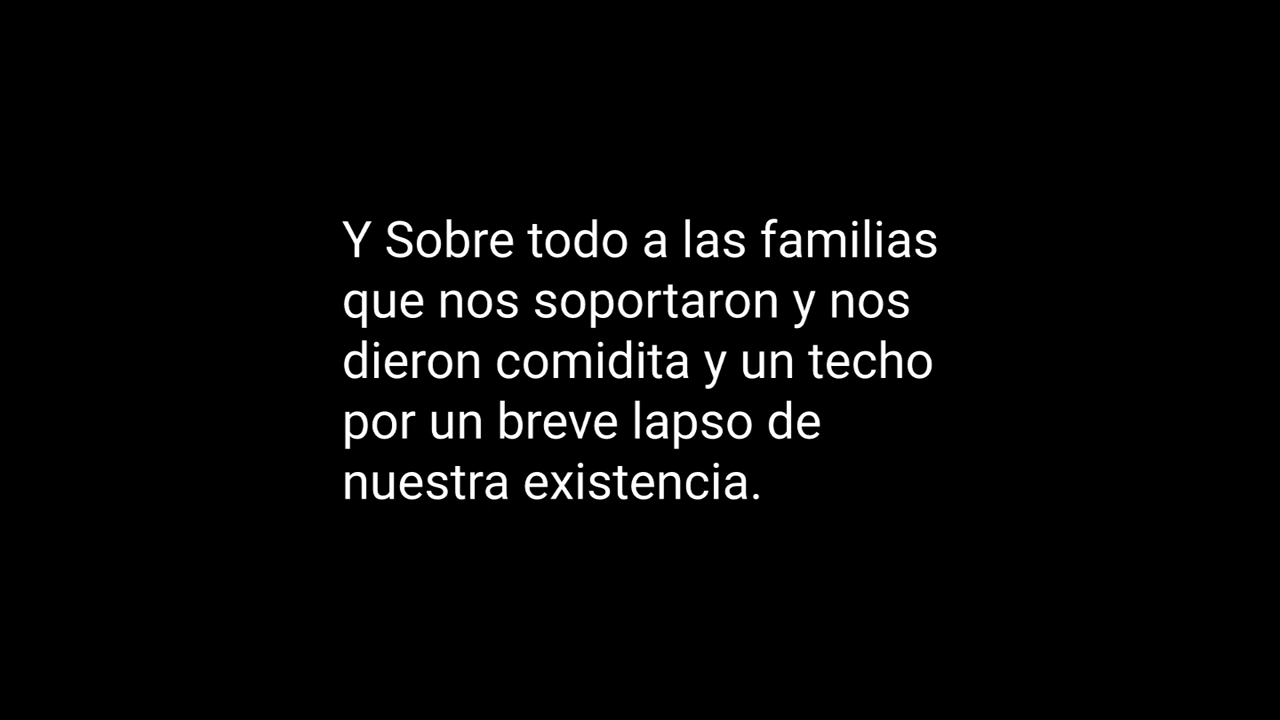 Y Sobre todo a las familias
que nos soportaron y nos
dieron comidita y un techo
por un breve lapso de
nuestra existencia.